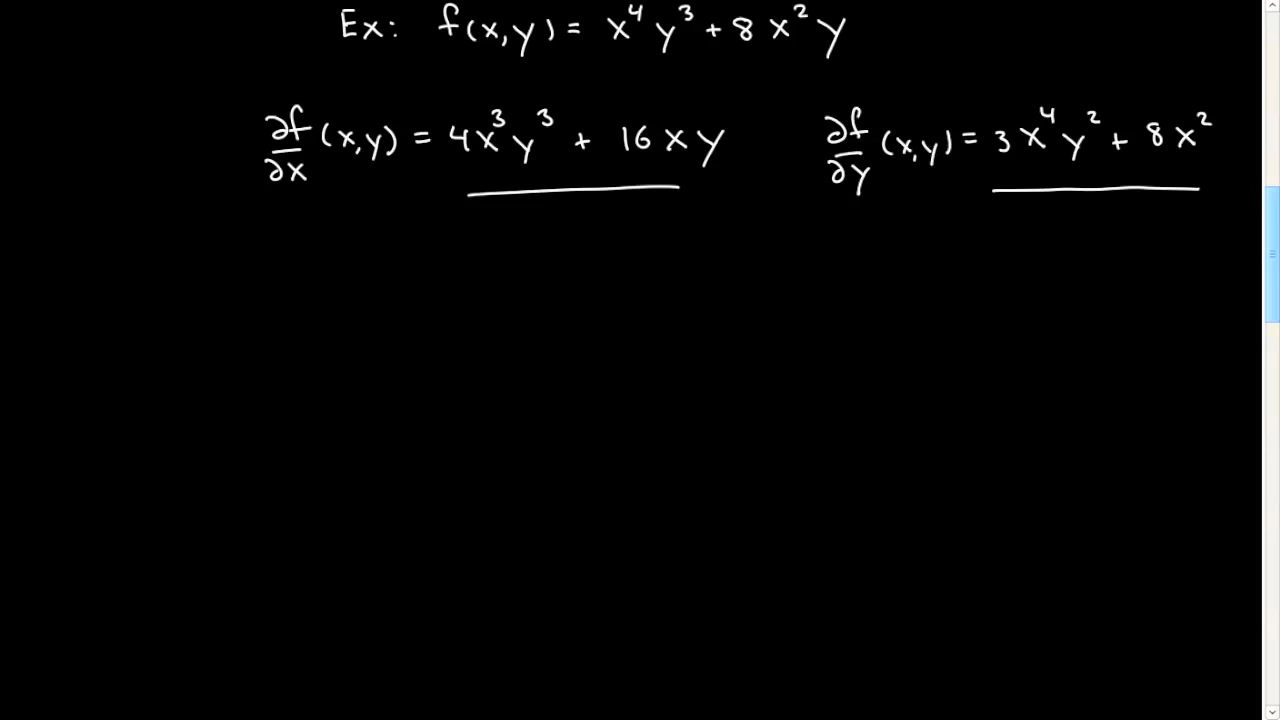 Ex: f(x,y) = x⁴y³ + 8x²y
∂f/∂x (x,y) = 4x³y³ + 16xy
∂f/∂y (x,y) = 3x⁴y² + 8x²